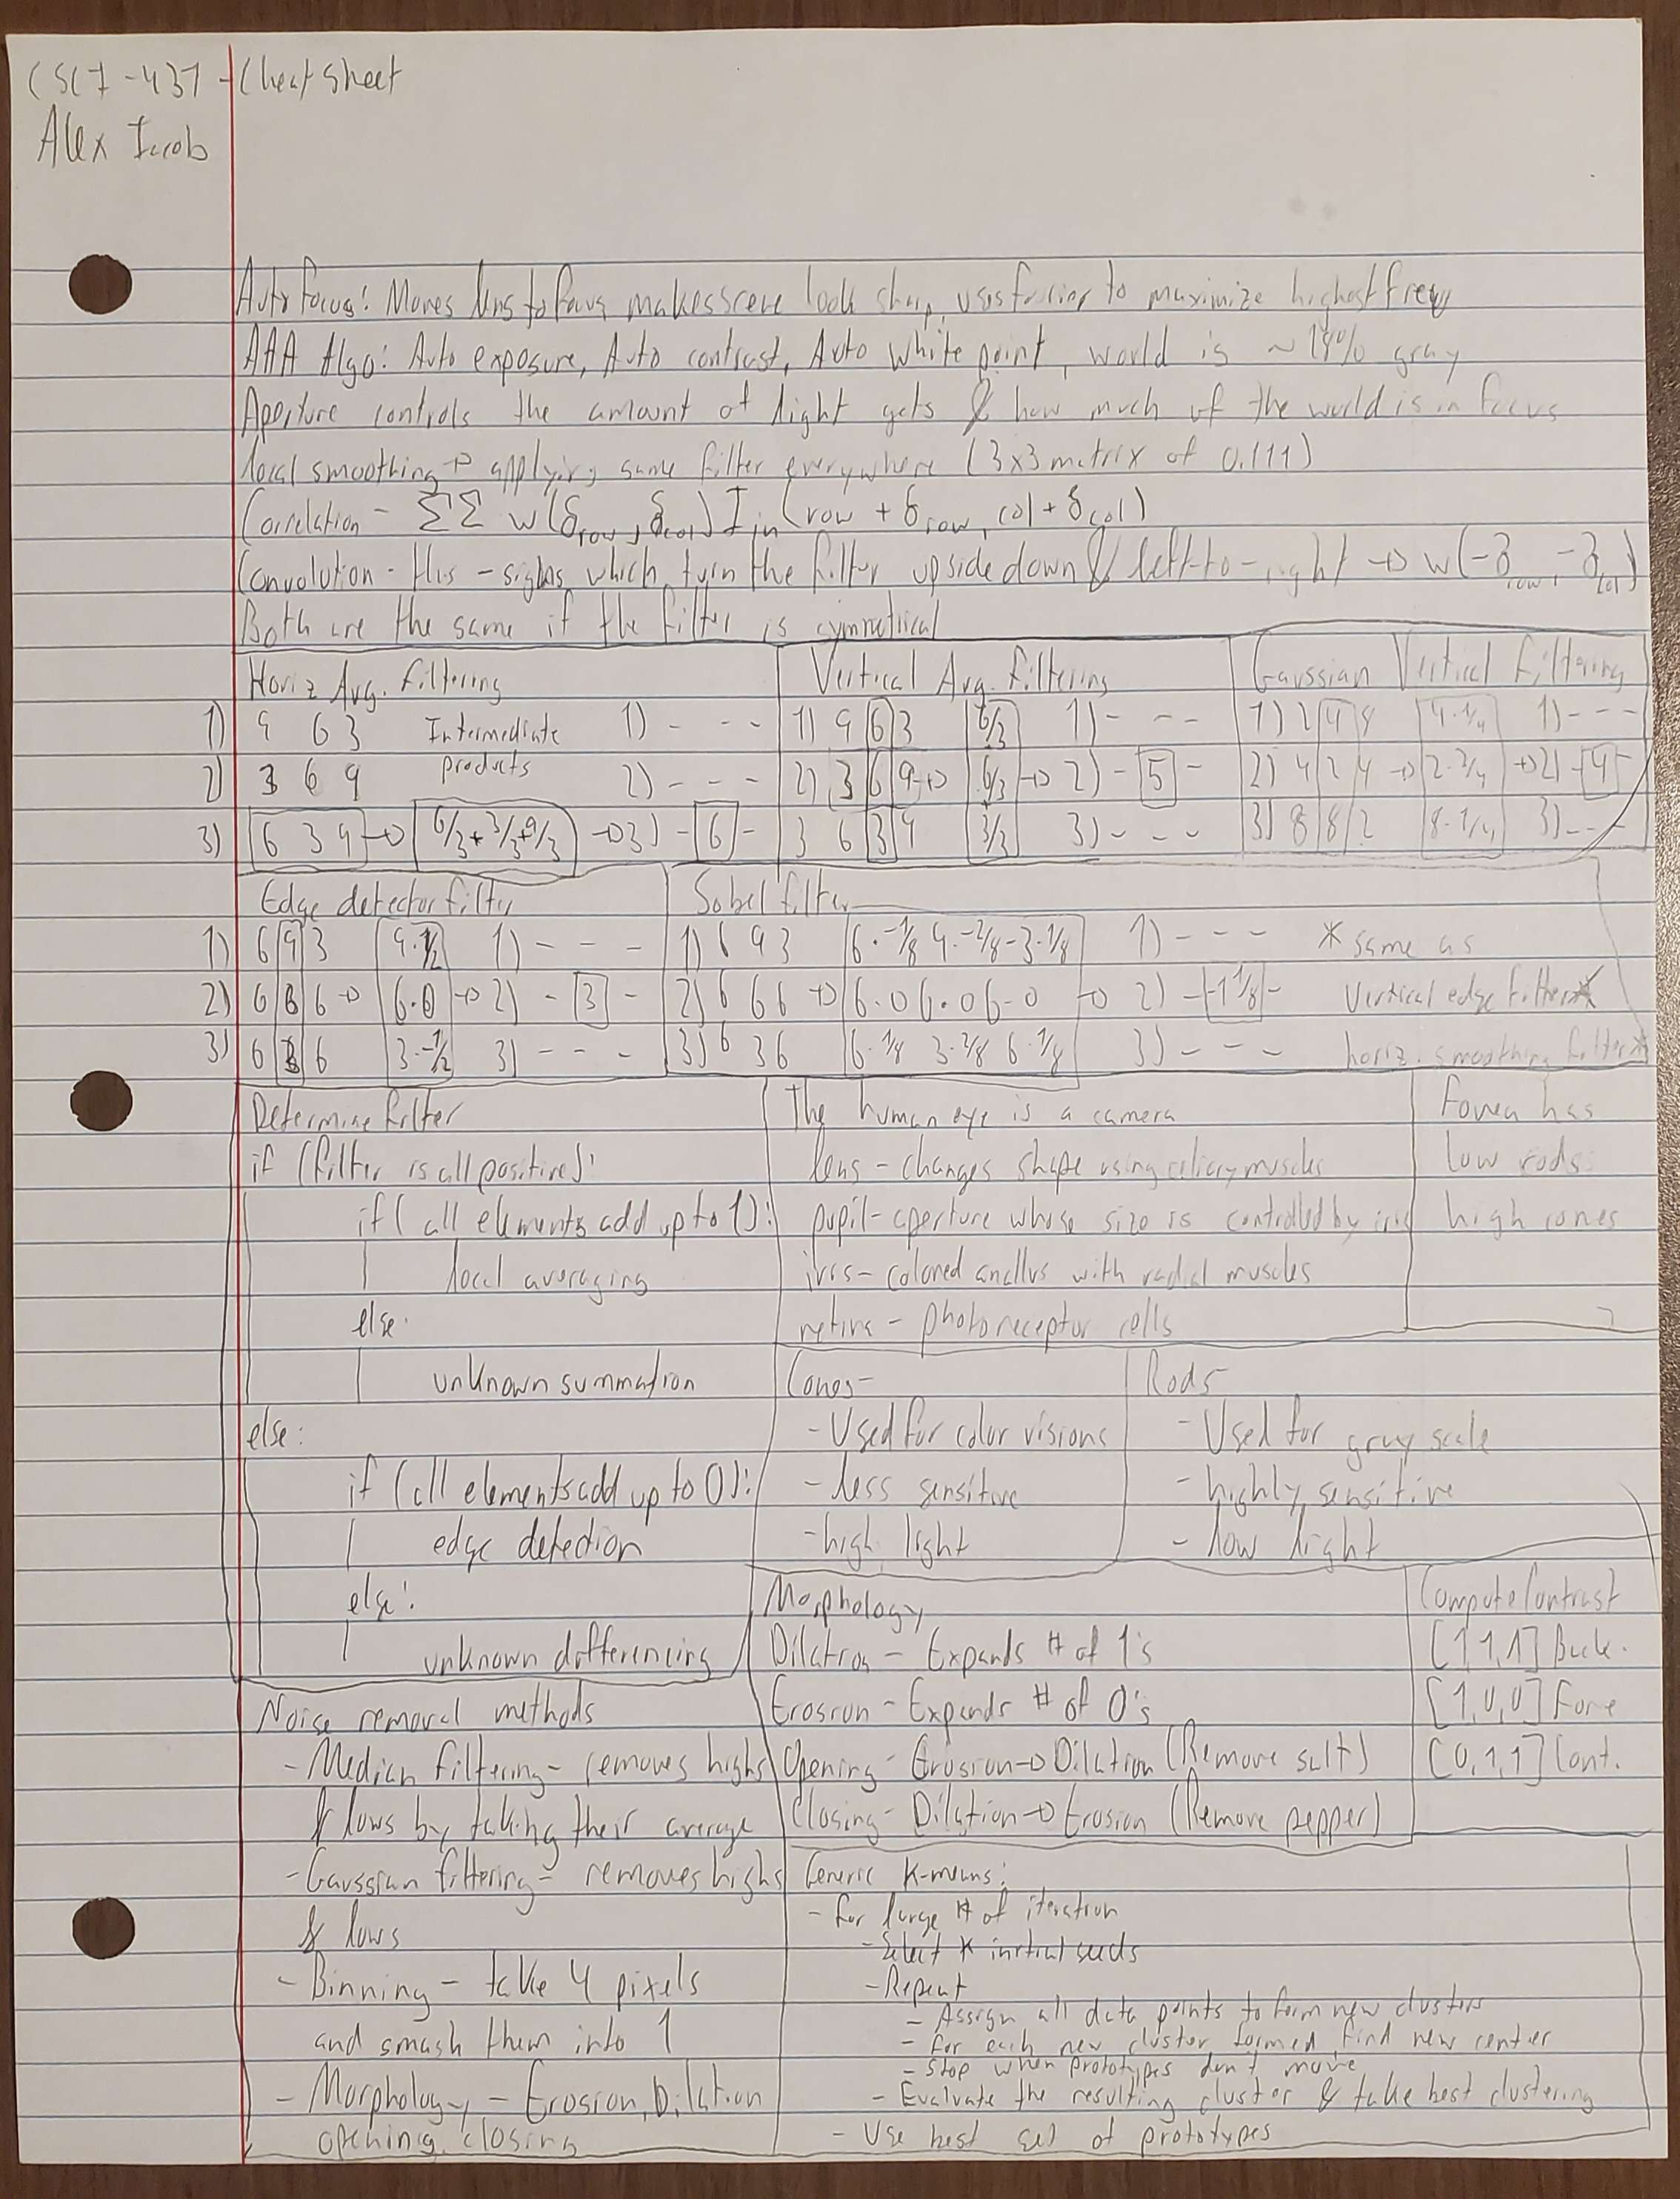 CSCI-437 - Cheat Sheet
Alex Iacob
Auto focus: Moves lens to focus, makes scene look sharp, uses fourier to maximize highest freq
AAA Algo: Auto exposure, Auto contrast, Auto white point, world is ~ 18% gray
Aperture controls the amount of light gets & how much of the world is in focus
local smoothing → applying same filter everywhere (3x3 matrix of 0.111)
Correlation - ΣΣ w(δrow, δcol) Iin (row + δrow, col + δcol)
Convolution - Has - signs which turn the filter upside down & left-to-right → w(-δrow, -δcol)
Both are the same if the filter is symmetrical
Horiz Avg. Filtering
1) 9 6 3 Intermediate 1) - - -
2) 3 6 9 products 2) - - -
3) 6 3 9 → 6/3 + 3/3 + 9/3 → 3) - 6 -
Vertical Avg. Filtering
1) 9 6 3 6/3 1) - - -
2) 3 6 9 → 6/3 → 2) - 5 -
3 6 3 9 3/3 3) - - -
Gaussian Vertical Filtering
1) 2 4 8 4·1/4 1) - - -
2) 4 2 4 → 2·2/4 → 2) - 4 -
3) 8 8 2 8·1/4 3) - - -
Edge detector filter
1) 6 9 3 9·1/2 1) - - -
2) 6 6 6 → 6·0 → 2) - 3 -
3) 6 3 6 3·-1/2 3) - - -
Sobel filter
1) 6 9 3 6·-1/8 9·-2/8 -3·1/8 1) - - - * same as
2) 6 6 6 → 6·0 6·0 6·0 → 2) - -1 1/8 - Vertical edge filter *
3) 6 3 6 6·1/8 3·2/8 6·1/8 3) - - - horiz. smoothing filter *
Determine filter
if (filter is all positive):
if (all elements add up to 1):
local averaging
else:
unknown summation
else:
if (all elements add up to 0):
edge detection
else:
unknown differencing
The human eye is a camera
lens - changes shape using ciliary muscles
pupil - aperture whose size is controlled by iris
iris - colored anullus with radial muscles
retina - photoreceptor cells
Fovea has
low rods
high cones
Cones -
- Used for color visions
- less sensitive
- high light
Rods
- Used for gray scale
- highly sensitive
- low light
Morphology
Dilation - Expands # of 1's
Erosion - Expands # of 0's
Opening - Erosion → Dilation (Remove salt)
Closing - Dilation → Erosion (Remove pepper)
Compute Contrast
[1,1,1] Back.
[1,0,0] Fore
[0,1,1] Cont.
Noise removal methods
- Median filtering - removes highs
& lows by taking their average
- Gaussian filtering - removes highs
& lows
- Binning - take 4 pixels
and smash them into 1
- Morphology - Erosion, Dilation
opening, closing
Generic K-means:
- for large # of iteration
- Select K initial seeds
- Repeat
- Assign all data points to form new clusters
- for each new cluster formed find new center
- Stop when prototypes don't move
- Evaluate the resulting cluster & take best clustering
- Use best set of prototypes